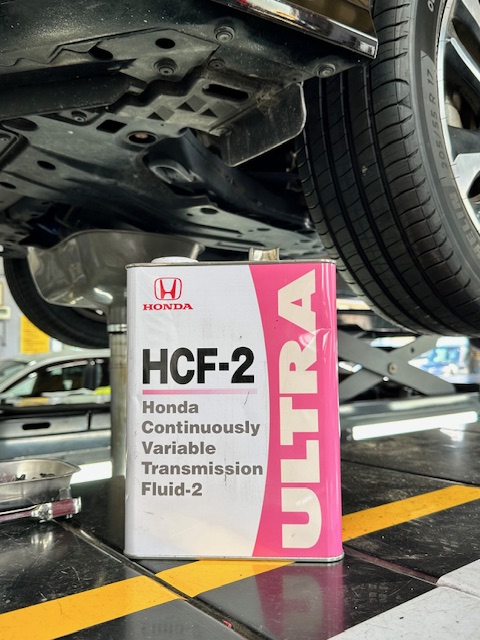 HONDA
HCF-2
Honda
Continuously
Variable
Transmission
Fluid-2
ULTRA